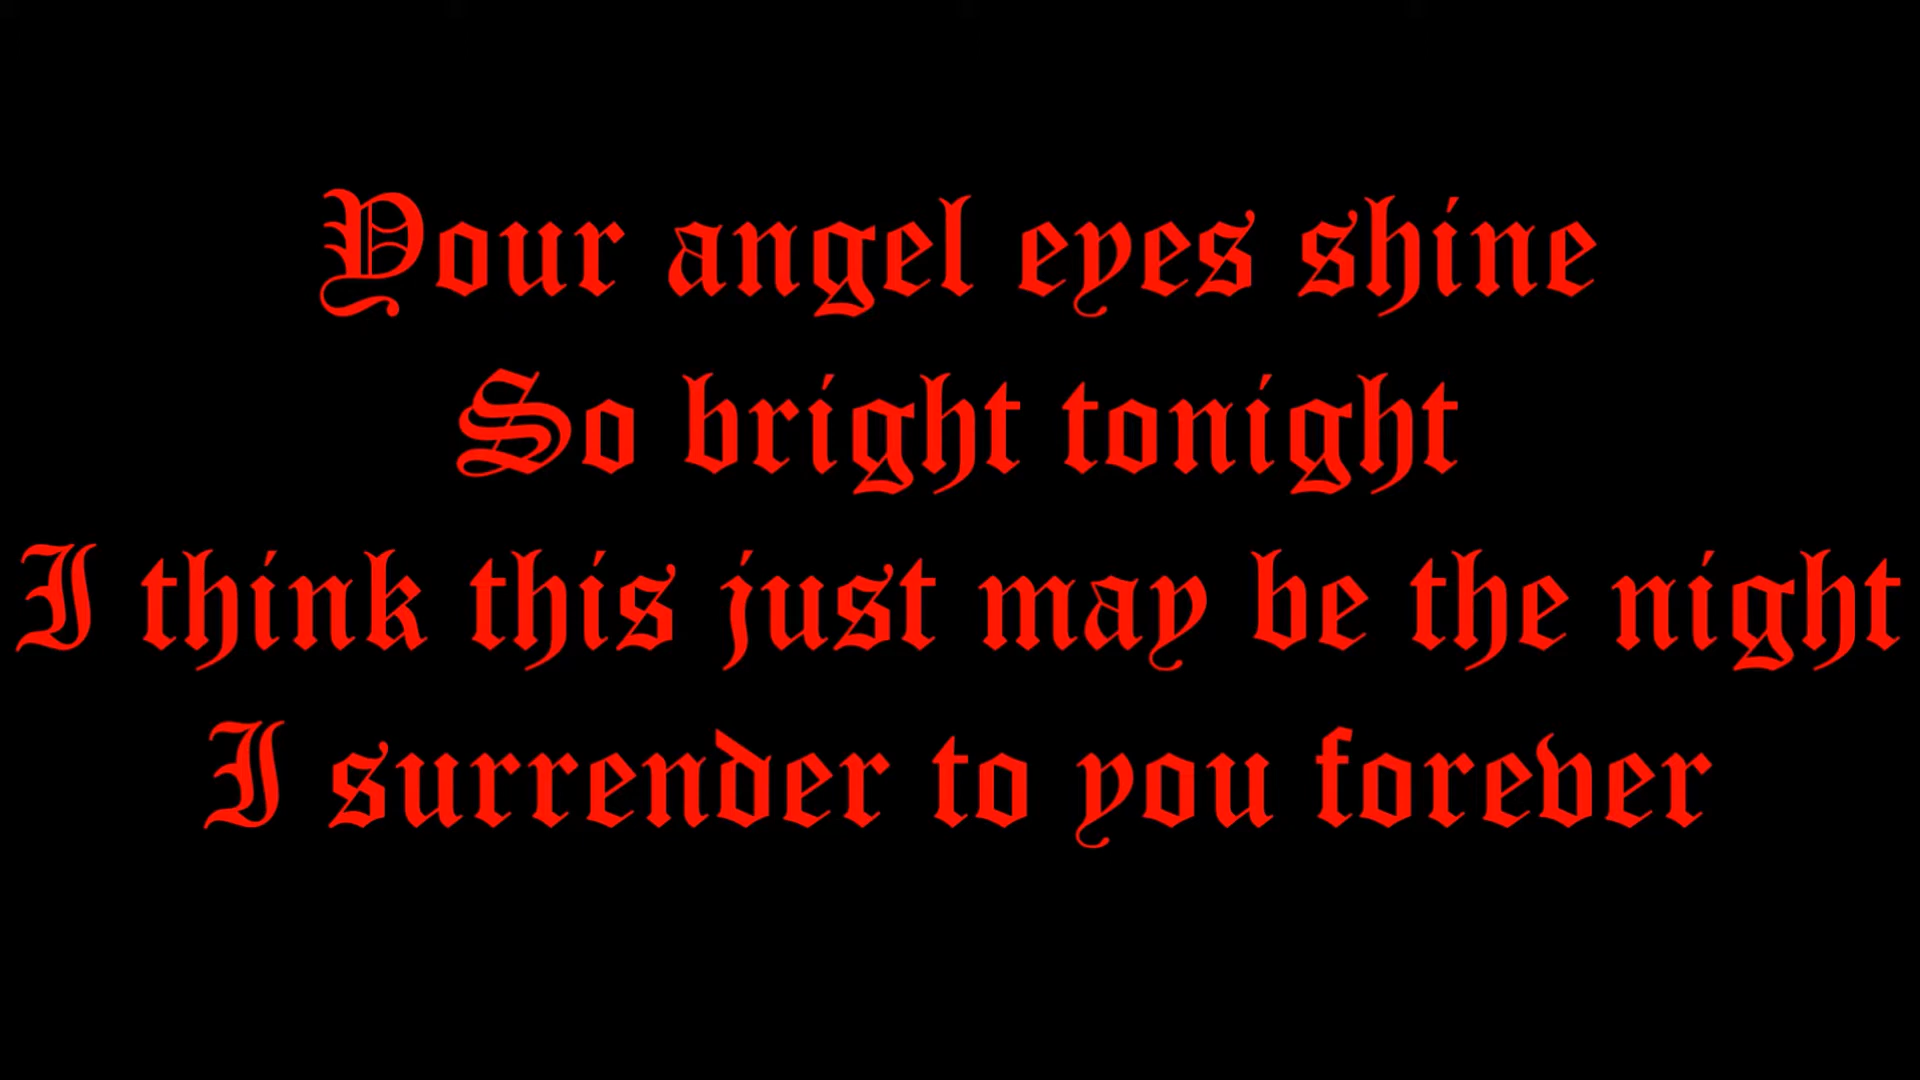 Your angel eyes shine
So bright tonight
I think this just may be the night
I surrender to you forever